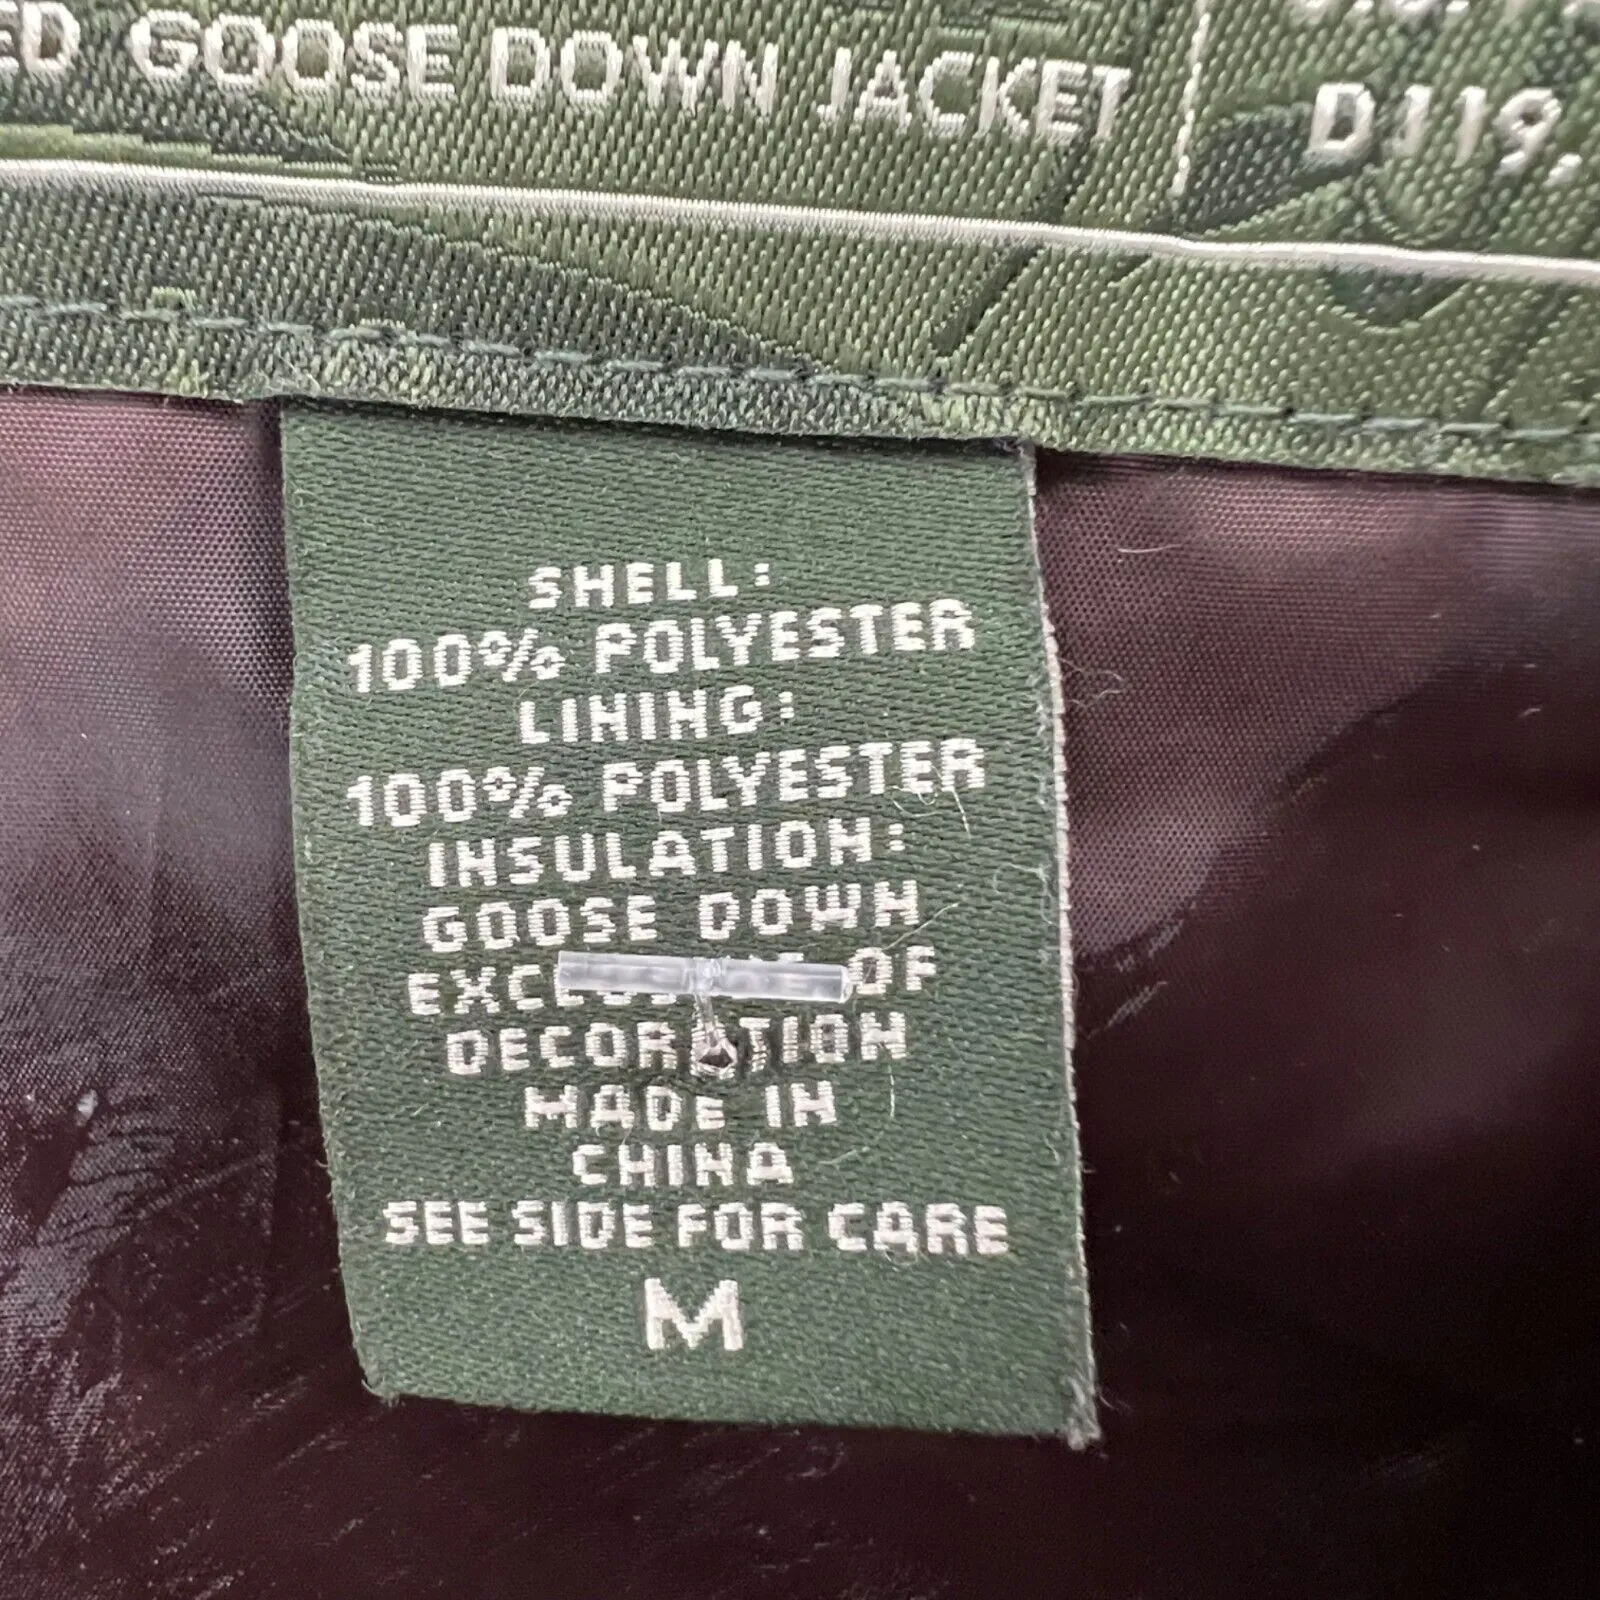 GOOSE DOWN JACKET
D119.
SHELL:
100% POLYESTER
LINING:
100% POLYESTER
INSULATION:
GOOSE DOWN
OF
DECORATION
MADE IN
CHINA
SEE SIDE FOR CARE
M